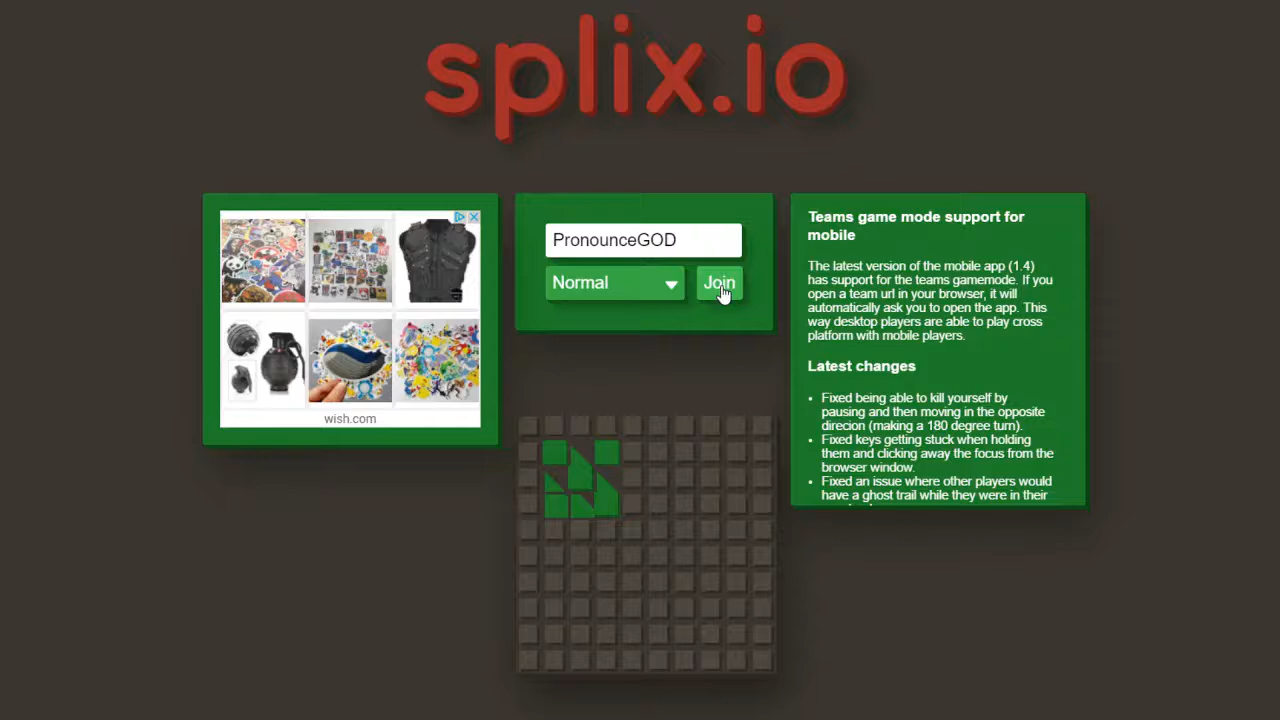 splix.io
wish.com
PronounceGOD
Normal
Join
Teams game mode support for
mobile
The latest version of the mobile app (1.4)
has support for the teams gamemode. If you
open a team url in your browser, it will
automatically ask you to open the app. This
way desktop players are able to play cross
platform with mobile players.
Latest changes
• Fixed being able to kill yourself by
pausing and then moving in the opposite
direcion (making a 180 degree turn).
• Fixed keys getting stuck when holding
them and clicking away the focus from the
browser window.
• Fixed an issue where other players would
have a ghost trail while they were in their